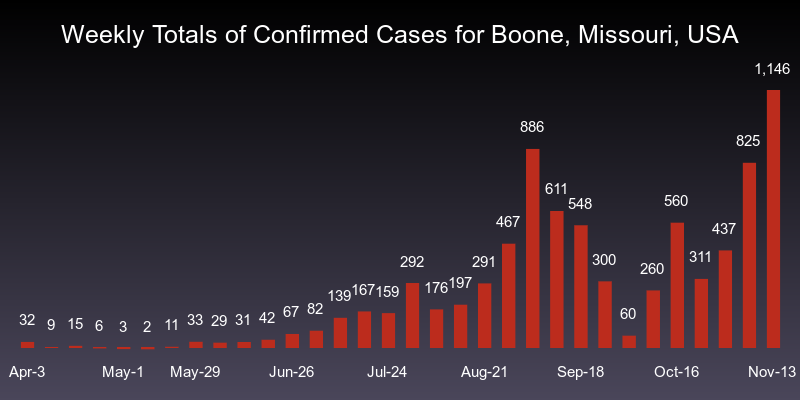 Weekly Totals of Confirmed Cases for Boone, Missouri, USA
32 9 15 6 3 2 11 33 29 31 42 67 82 139 167 159 292 176 197 291 467 886 611 548 300 60 260 560 311 437 825 1,146
Apr-3 May-1 May-29 Jun-26 Jul-24 Aug-21 Sep-18 Oct-16 Nov-13